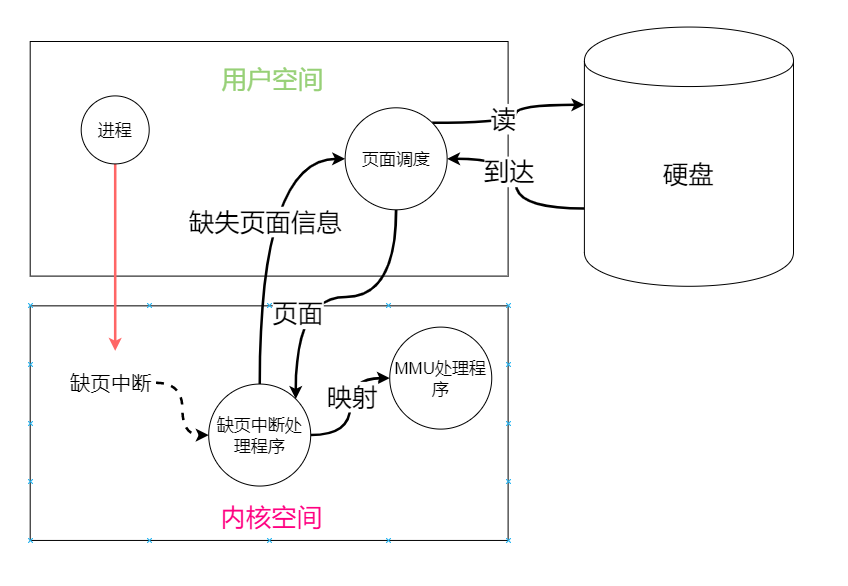 用户空间
进程
页面调度
读
到达
硬盘
缺失页面信息
页面
缺页中断
MMU处理程
序
映射
缺页中断处
理程序
内核空间